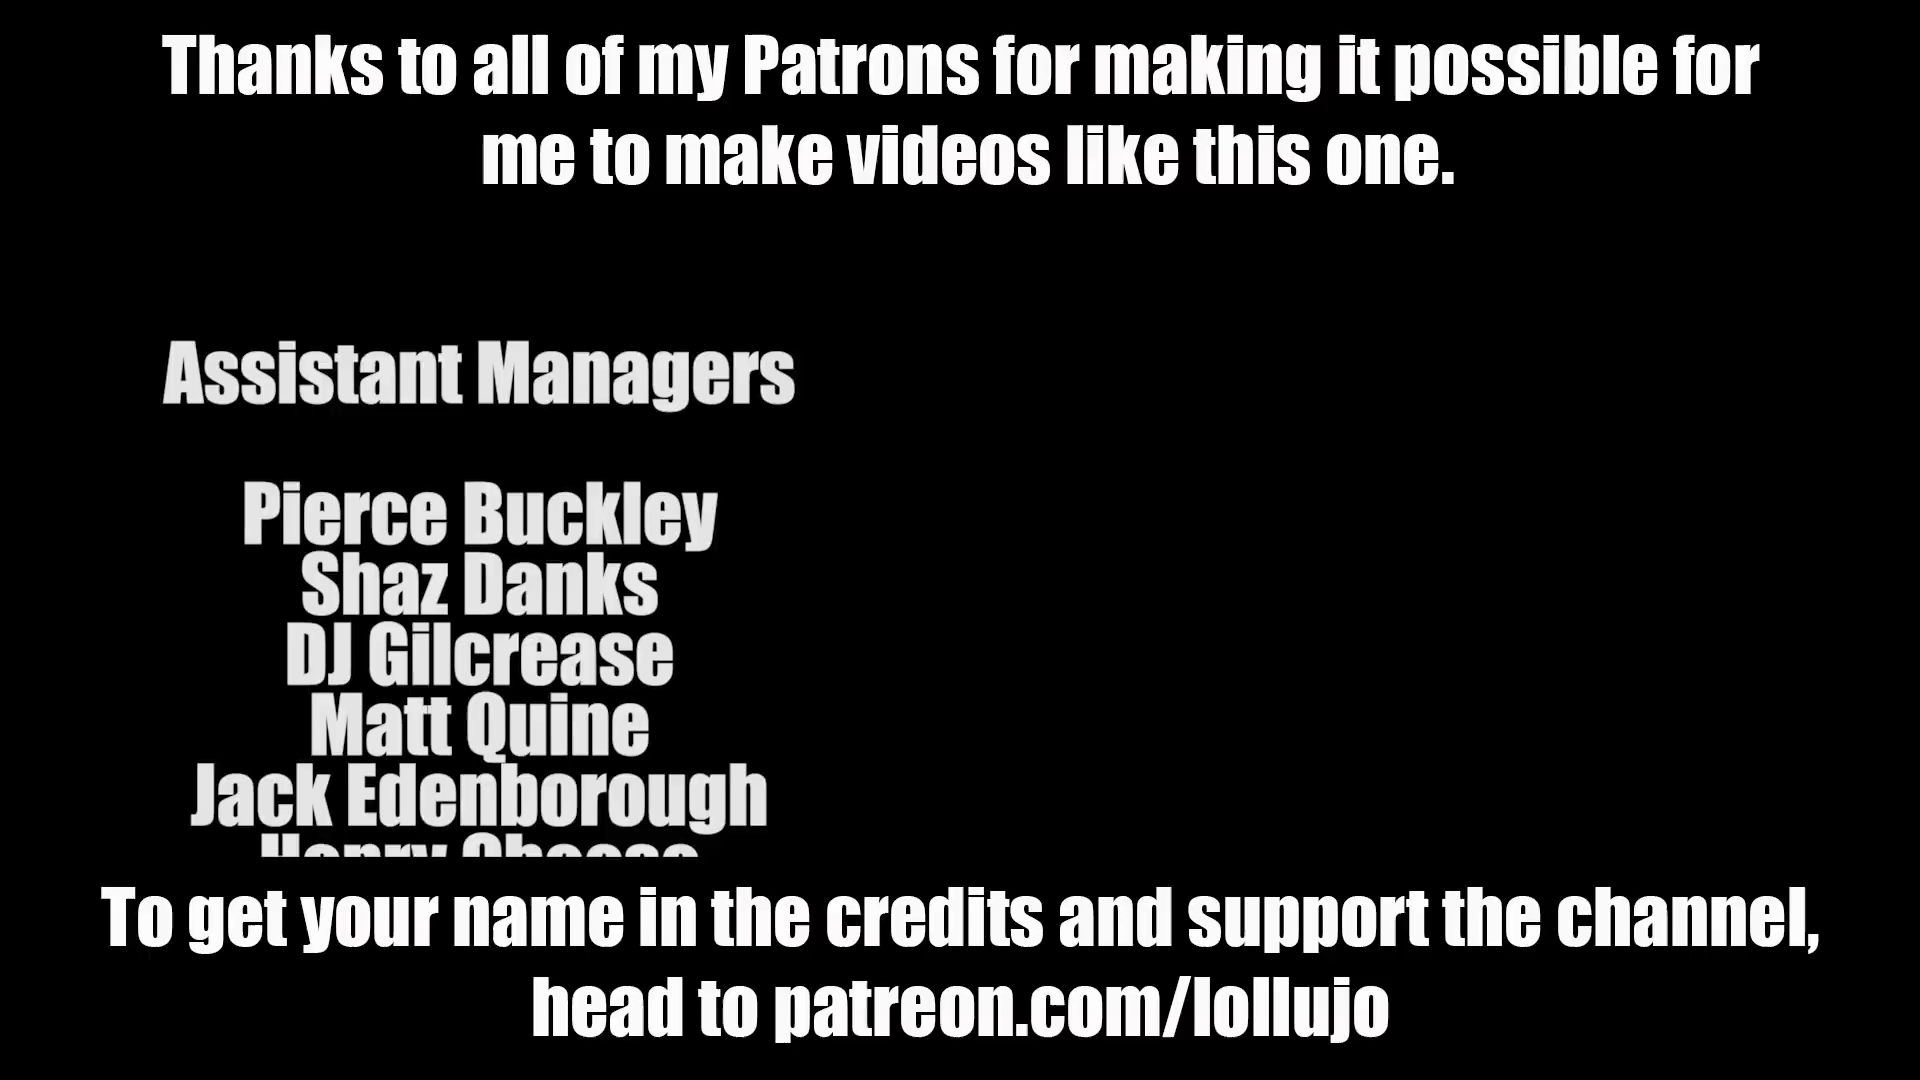 Thanks to all of my Patrons for making it possible for
me to make videos like this one.
Assistant Managers
Pierce Buckley
Shaz Danks
DJ Gilcrease
Matt Quine
Jack Edenborough
Henry
To get your name in the credits and support the channel,
head to patreon.com/lollujo